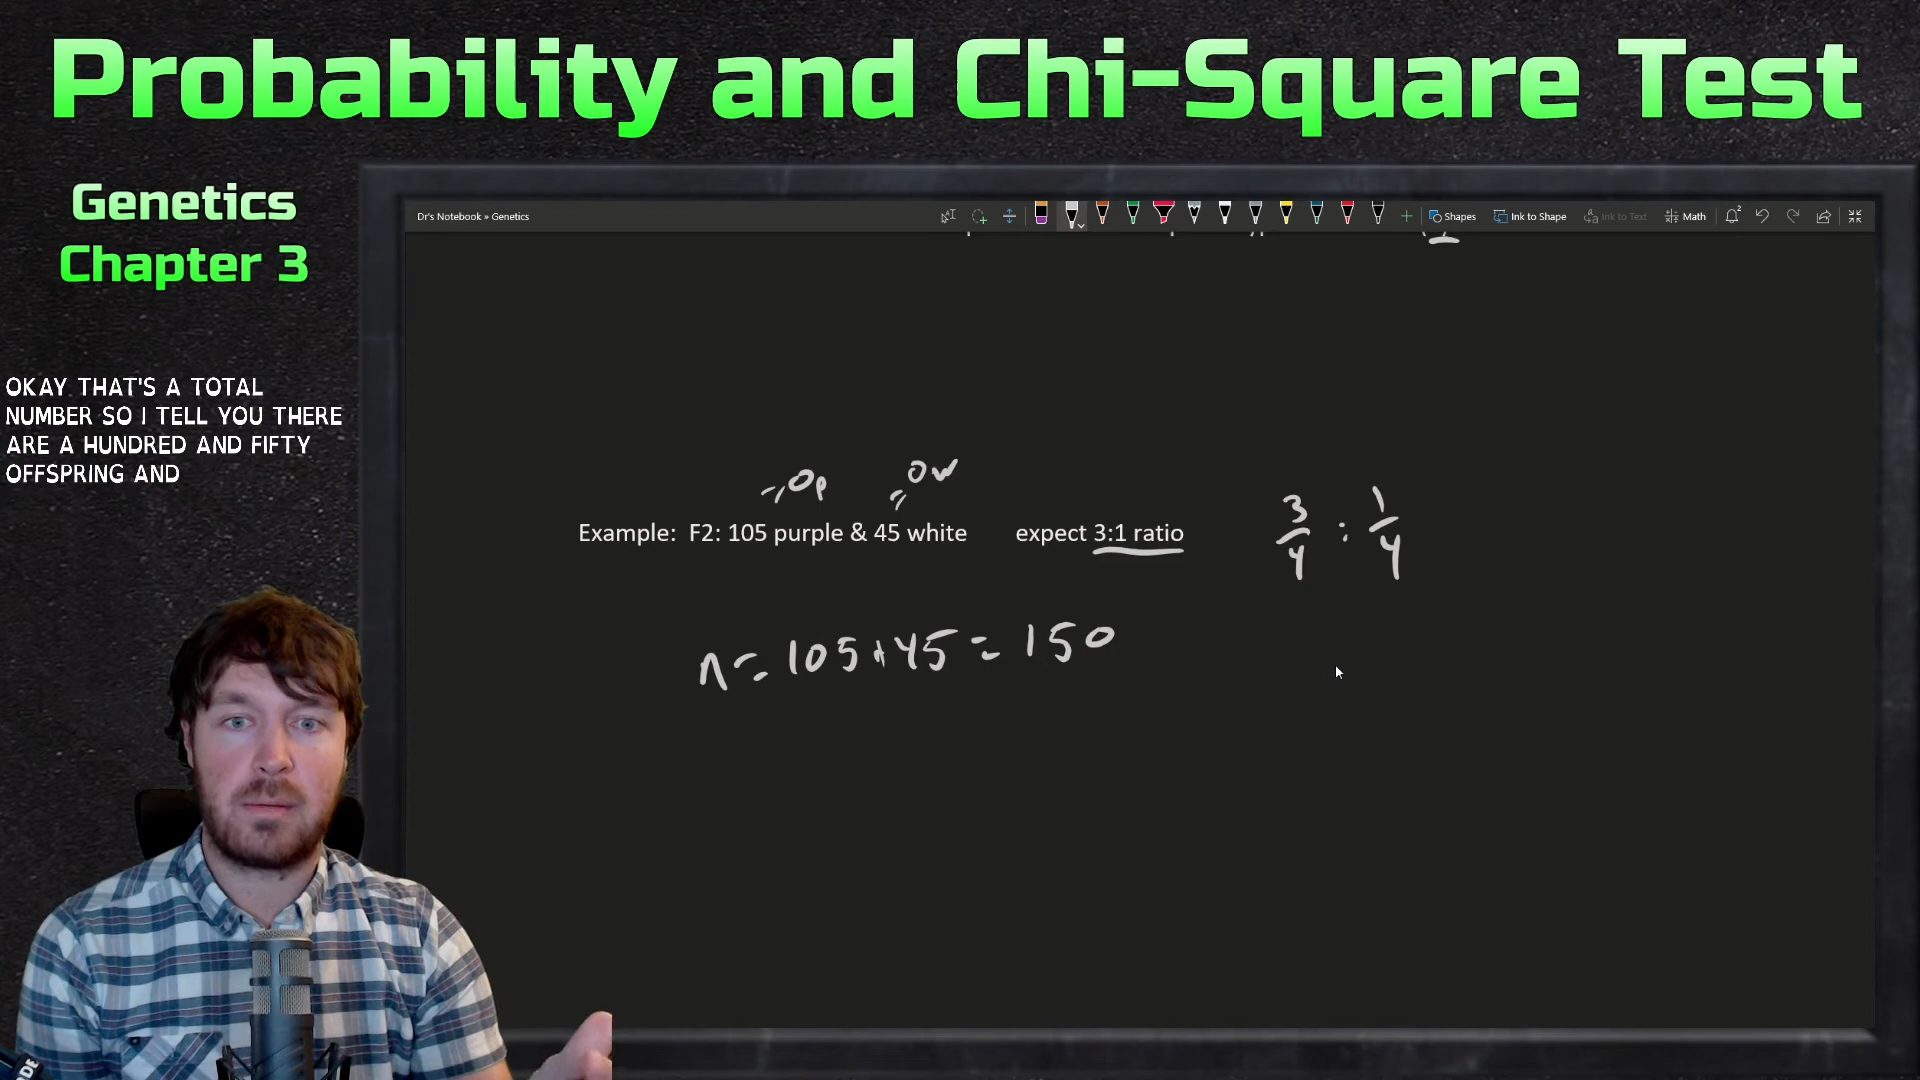 Probability and Chi-Square Test
Genetics
Chapter 3
Dr's Notebook » Genetics
Shapes
Ink to Shape
Ink to Text
Math
OKAY THAT'S A TOTAL
NUMBER SO I TELL YOU THERE
ARE A HUNDRED AND FIFTY
OFFSPRING AND
= Op
= Ow
Example: F2: 105 purple & 45 white expect 3:1 ratio
3/4 : 1/4
n = 105 + 45 = 150